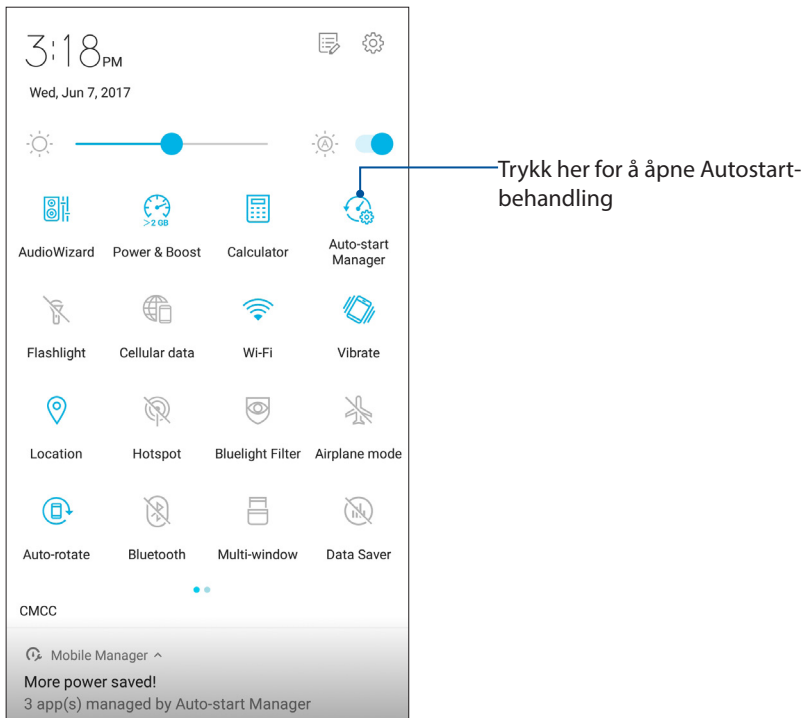 3:18 PM
Wed, Jun 7, 2017
A
Trykk her for å åpne Autostart-
behandling
>2 GB
AudioWizard Power & Boost Calculator Auto-start
Manager
Flashlight Cellular data Wi-Fi Vibrate
Location Hotspot Bluelight Filter Airplane mode
Auto-rotate Bluetooth Multi-window Data Saver
CMCC
Mobile Manager
More power saved!
3 app(s) managed by Auto-start Manager